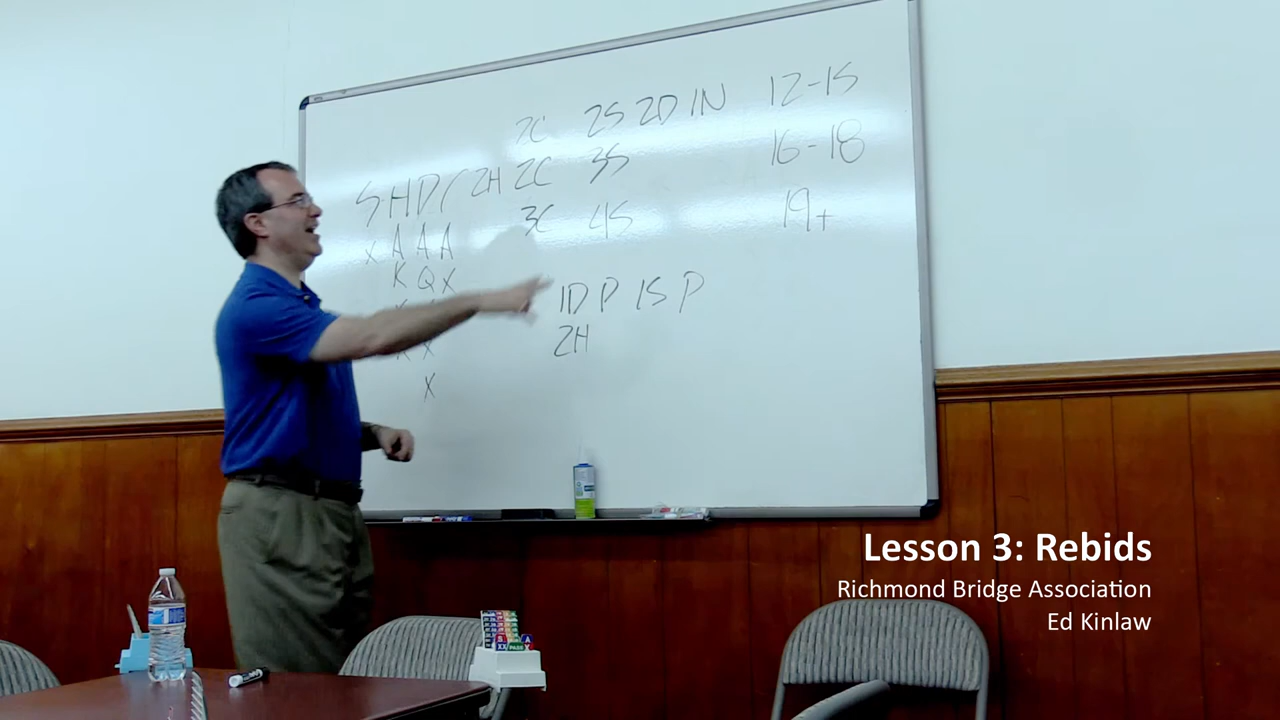 2C 2S 2D 1N 12-15
2H 2C 3S 16-18
S H D C
3C 4S 19+
X A A A
K Q X
1D P 1S P
2H
X X
X
Lesson 3: Rebids
Richmond Bridge Association
Ed Kinlaw
PASS